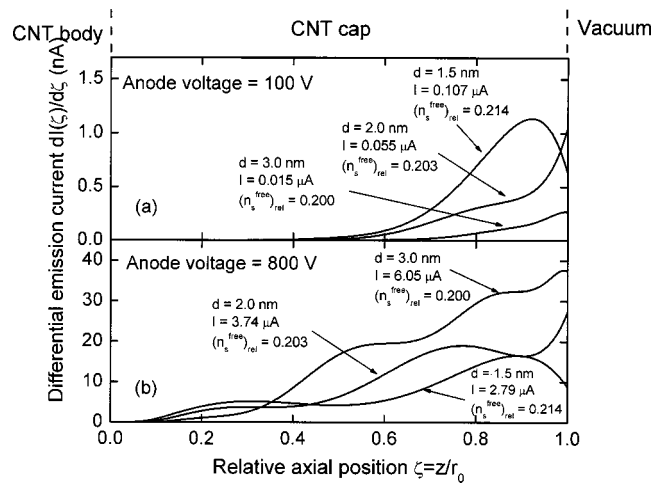 CNT body
CNT cap
Vacuum
Differential emission current dI(ζ)/dζ (nA)
1.5
1.0
0.5
0.0
Anode voltage = 100 V
d = 1.5 nm
I = 0.107 μA
(n_s^free)_rel = 0.214
d = 2.0 nm
I = 0.055 μA
(n_s^free)_rel = 0.203
d = 3.0 nm
I = 0.015 μA
(n_s^free)_rel = 0.200
(a)
40
30
20
10
0
Anode voltage = 800 V
d = 3.0 nm
I = 6.05 μA
(n_s^free)_rel = 0.200
d = 2.0 nm
I = 3.74 μA
(n_s^free)_rel = 0.203
d = 1.5 nm
I = 2.79 μA
(n_s^free)_rel = 0.214
(b)
0.0 0.2 0.4 0.6 0.8 1.0
Relative axial position ζ=z/r₀